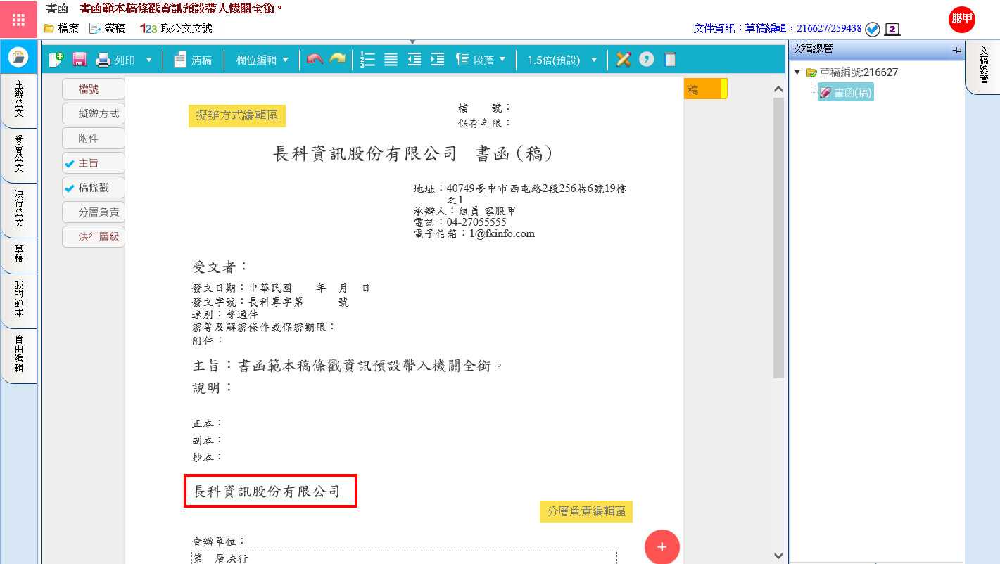 書函 書函範本稿條戳資訊預設帶入機關全銜。
檔案 簽稿 123 取公文文號
文件資訊：草稿編輯，216627/259438 2
服甲
列印 清稿 欄位編輯 段落 1.5倍(預設)
文稿總管
文稿總管
草稿編號:216627
書函(稿)
主辦公文
受會公文
決行公文
草稿
我的範本
自由編輯
檔號
擬辦方式
附件
主旨
稿條戳
分層負責
決行層級
稿
擬辦方式編輯區
檔　　號：
保存年限：
長科資訊股份有限公司 書函（稿）
地址：40749臺中市西屯路2段256巷6號19樓
之1
承辦人：組員 客服甲
電話：04-27055555
電子信箱：1@fkinfo.com
受文者：
發文日期：中華民國　　年　月　日
發文字號：長科專字第　　　號
速別：普通件
密等及解密條件或保密期限：
附件：
主旨：書函範本稿條戳資訊預設帶入機關全銜。
說明：
正本：
副本：
抄本：
長科資訊股份有限公司
分層負責編輯區
會辦單位：
第　層決行